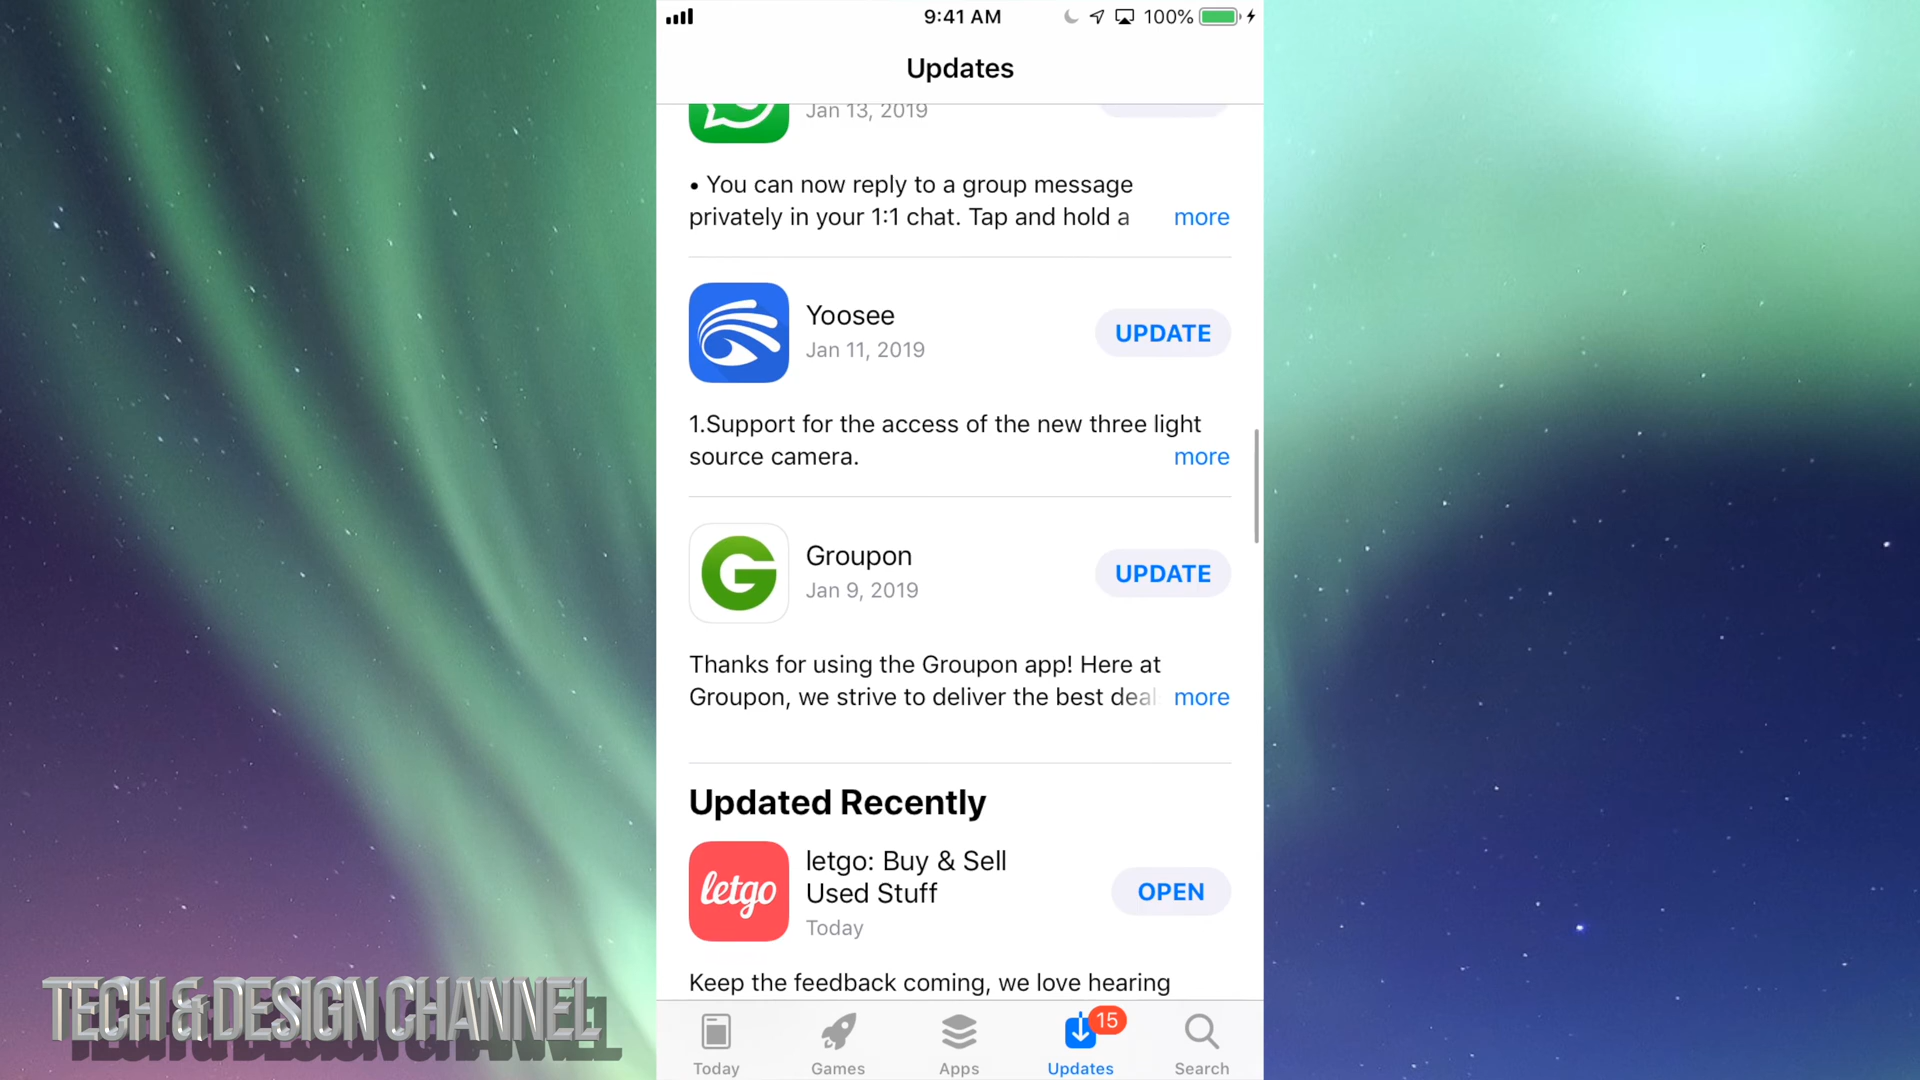 9:41 AM
100%
Updates
Jan 13, 2019
• You can now reply to a group message
privately in your 1:1 chat. Tap and hold a more
Yoosee
Jan 11, 2019
UPDATE
1.Support for the access of the new three light
source camera. more
G
Groupon
Jan 9, 2019
UPDATE
Thanks for using the Groupon app! Here at
Groupon, we strive to deliver the best deal more
Updated Recently
letgo
letgo: Buy & Sell
Used Stuff
Today
OPEN
Keep the feedback coming, we love hearing
15
Today Games Apps Updates Search
TECH & DESIGN CHANNEL